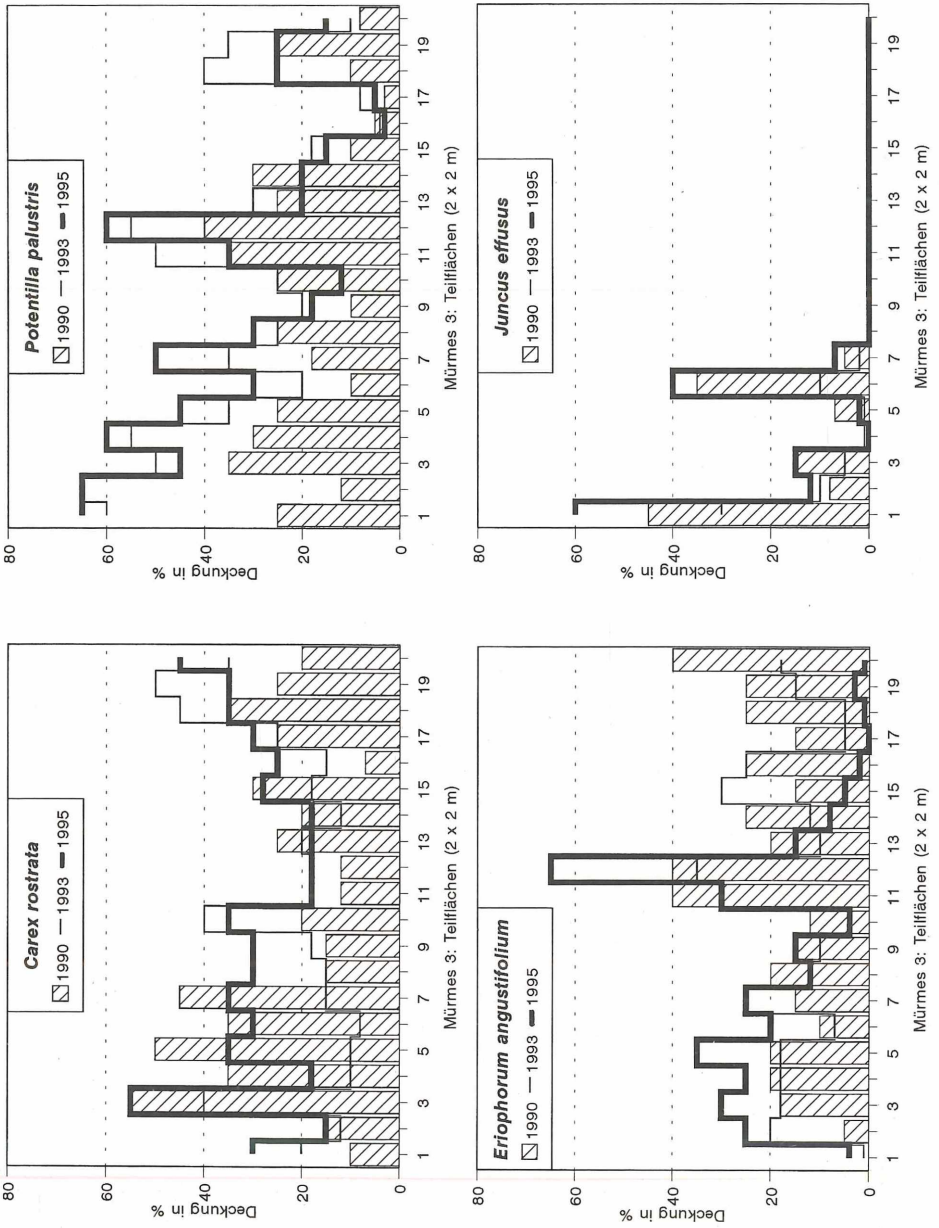 Carex rostrata
1990 — 1993 — 1995
Deckung in %
80
60
40
20
0
1 3 5 7 9 11 13 15 17 19
Mürmes 3: Teilflächen (2 x 2 m)
Potentilla palustris
1990 — 1993 — 1995
Deckung in %
80
60
40
20
0
1 3 5 7 9 11 13 15 17 19
Mürmes 3: Teilflächen (2 x 2 m)
Eriophorum angustifolium
1990 — 1993 — 1995
Deckung in %
80
60
40
20
0
1 3 5 7 9 11 13 15 17 19
Mürmes 3: Teilflächen (2 x 2 m)
Juncus effusus
1990 — 1993 — 1995
Deckung in %
80
60
40
20
0
1 3 5 7 9 11 13 15 17 19
Mürmes 3: Teilflächen (2 x 2 m)